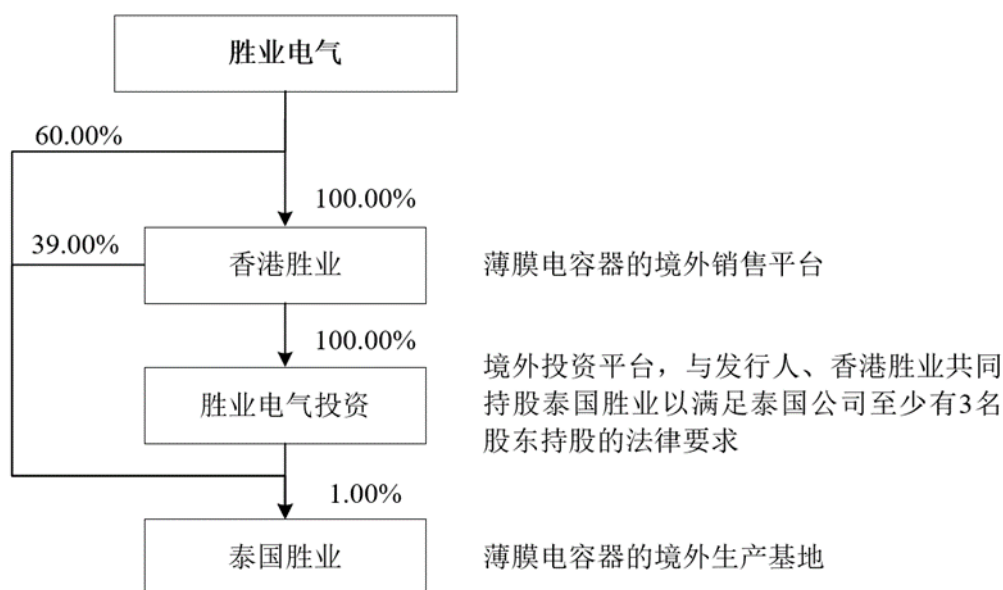 胜业电气
60.00%
100.00%
39.00%
香港胜业
薄膜电容器的境外销售平台
100.00%
境外投资平台，与发行人、香港胜业共同
胜业电气投资
持股泰国胜业以满足泰国公司至少有3名
股东持股的法律要求
1.00%
泰国胜业
薄膜电容器的境外生产基地